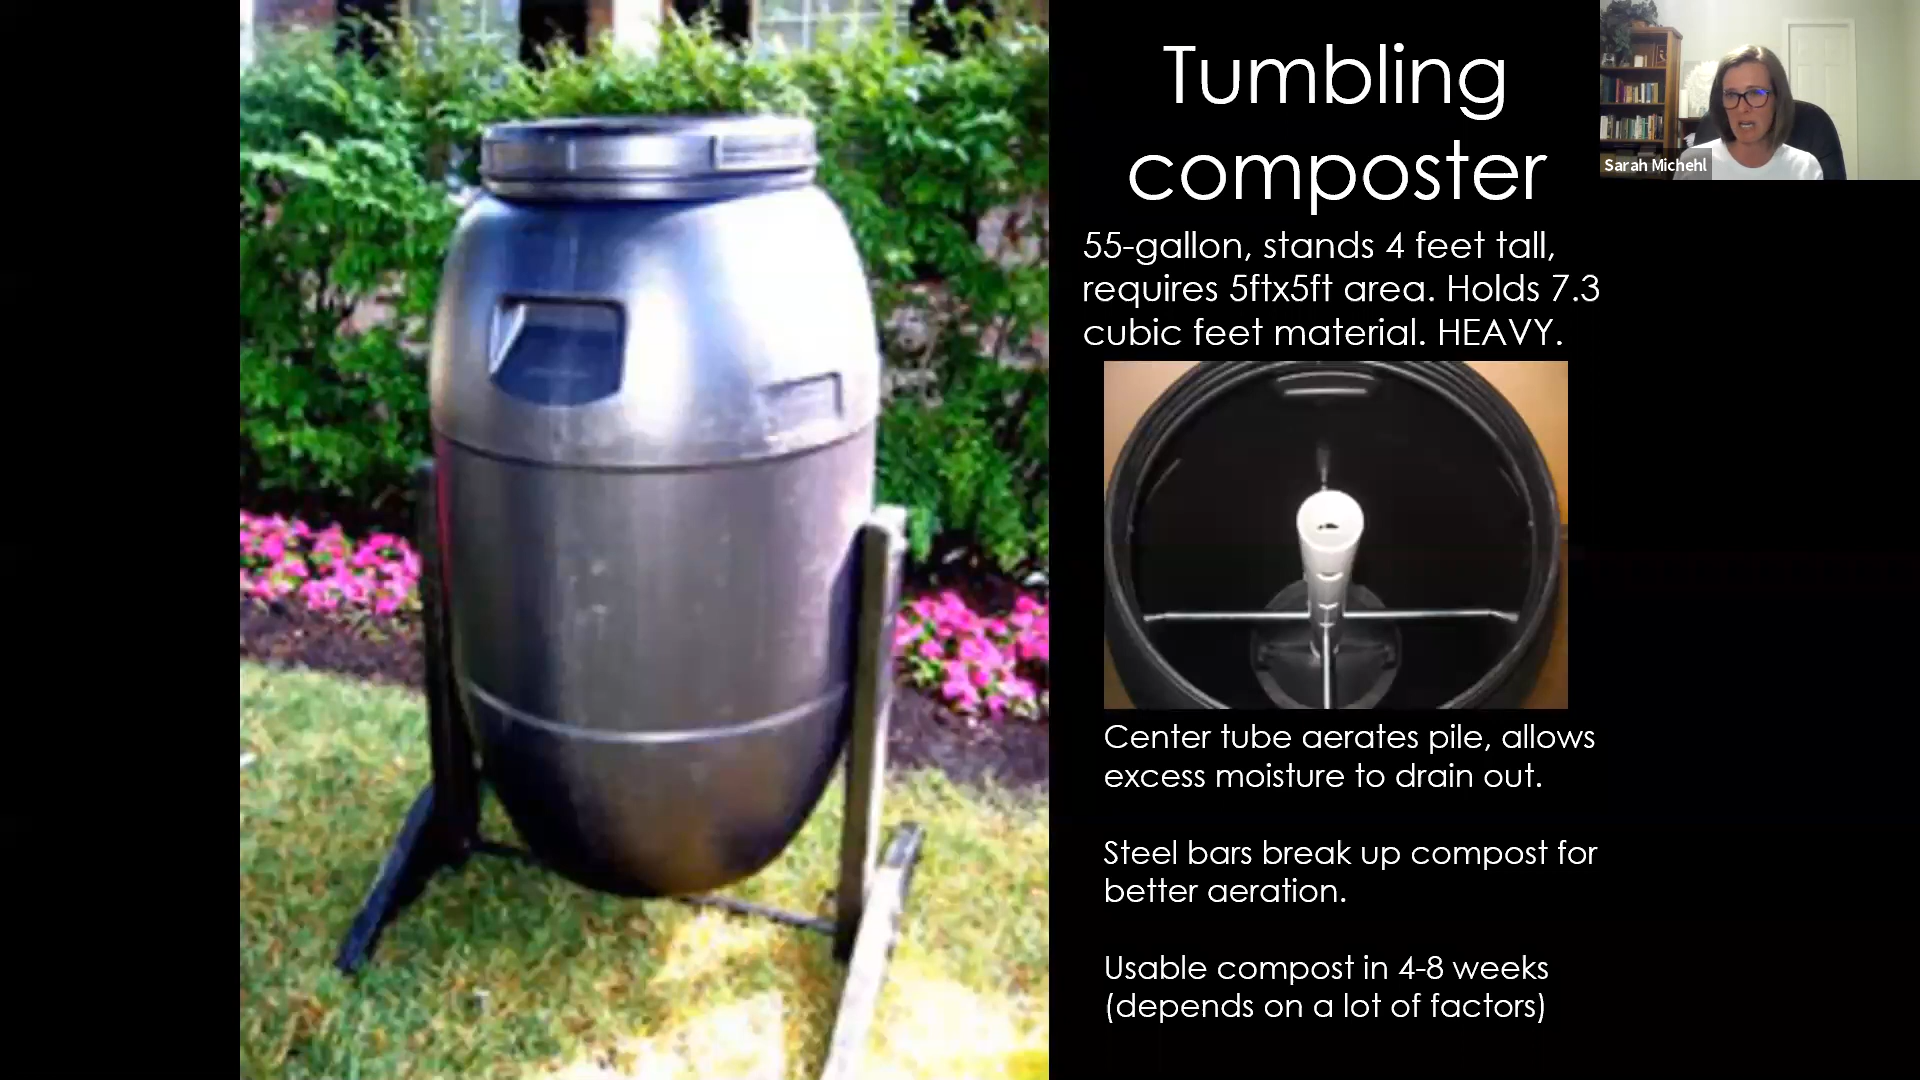 Tumbling
composter
Sarah Michehl
55-gallon, stands 4 feet tall,
requires 5ftx5ft area. Holds 7.3
cubic feet material. HEAVY.
Center tube aerates pile, allows
excess moisture to drain out.
Steel bars break up compost for
better aeration.
Usable compost in 4-8 weeks
(depends on a lot of factors)